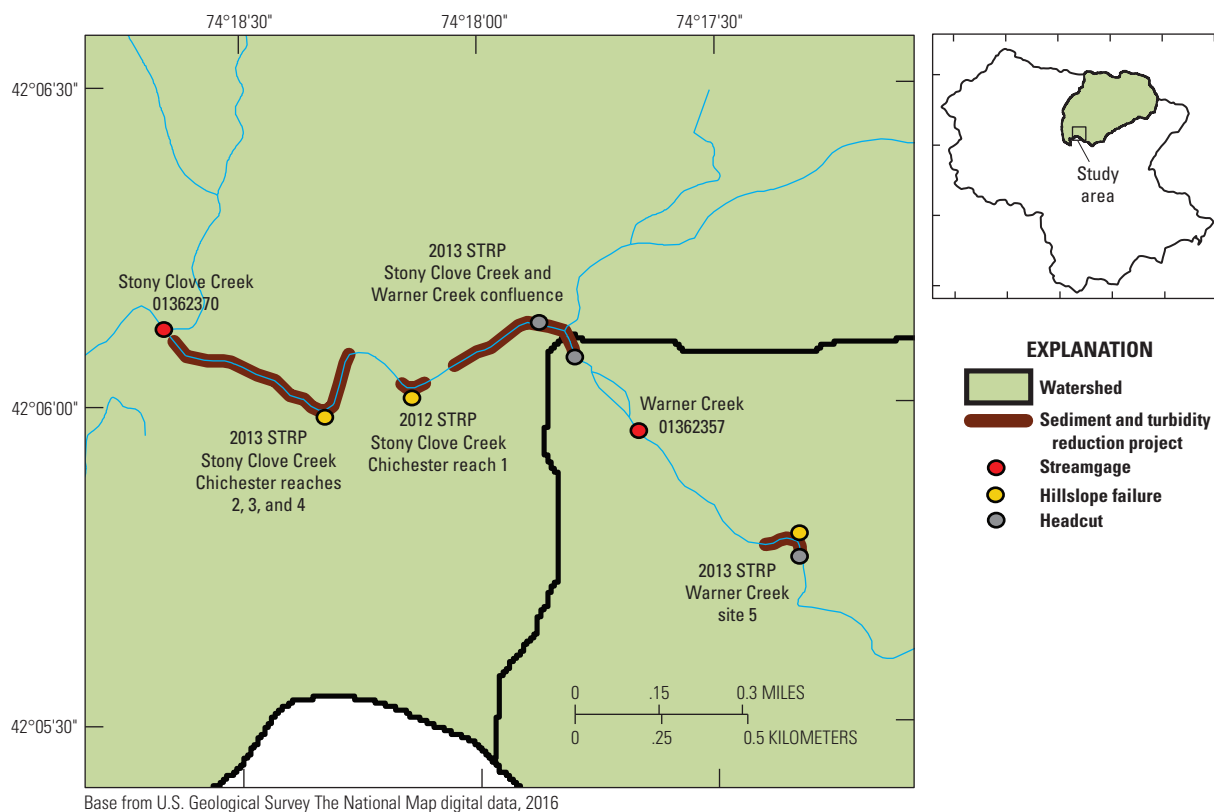 74°18'30"
74°18'00"
74°17'30"
42°06'30"
42°06'00"
42°05'30"
2013 STRP
Stony Clove Creek and
Warner Creek confluence
Stony Clove Creek
01362370
2013 STRP
Stony Clove Creek
Chichester reaches
2, 3, and 4
2012 STRP
Stony Clove Creek
Chichester reach 1
Warner Creek
01362357
2013 STRP
Warner Creek
site 5
0 .15 0.3 MILES
0 .25 0.5 KILOMETERS
Base from U.S. Geological Survey The National Map digital data, 2016
Study
area
EXPLANATION
Watershed
Sediment and turbidity
reduction project
Streamgage
Hillslope failure
Headcut